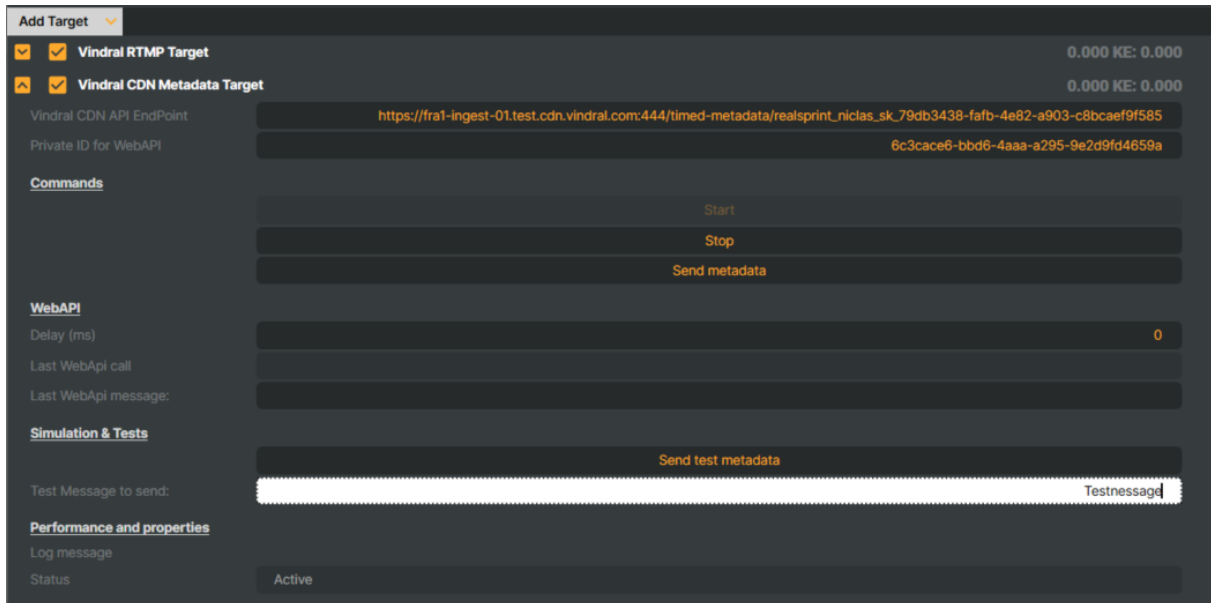 Add Target
Vindral RTMP Target 0.000 KE: 0.000
Vindral CDN Metadata Target 0.000 KE: 0.000
Vindral CDN API EndPoint https://fra1-ingest-01.test.cdn.vindral.com:444/timed-metadata/realsprint_niclas_sk_79db3438-fafb-4e82-a903-c8bcaef9f585
Private ID for WebAPI 6c3cace6-bbd6-4aaa-a295-9e2d9fd4659a
Commands
Start
Stop
Send metadata
WebAPI
Delay (ms) 0
Last WebApi call
Last WebApi message:
Simulation & Tests
Send test metadata
Test Message to send: Testnessage
Performance and properties
Log message
Status Active